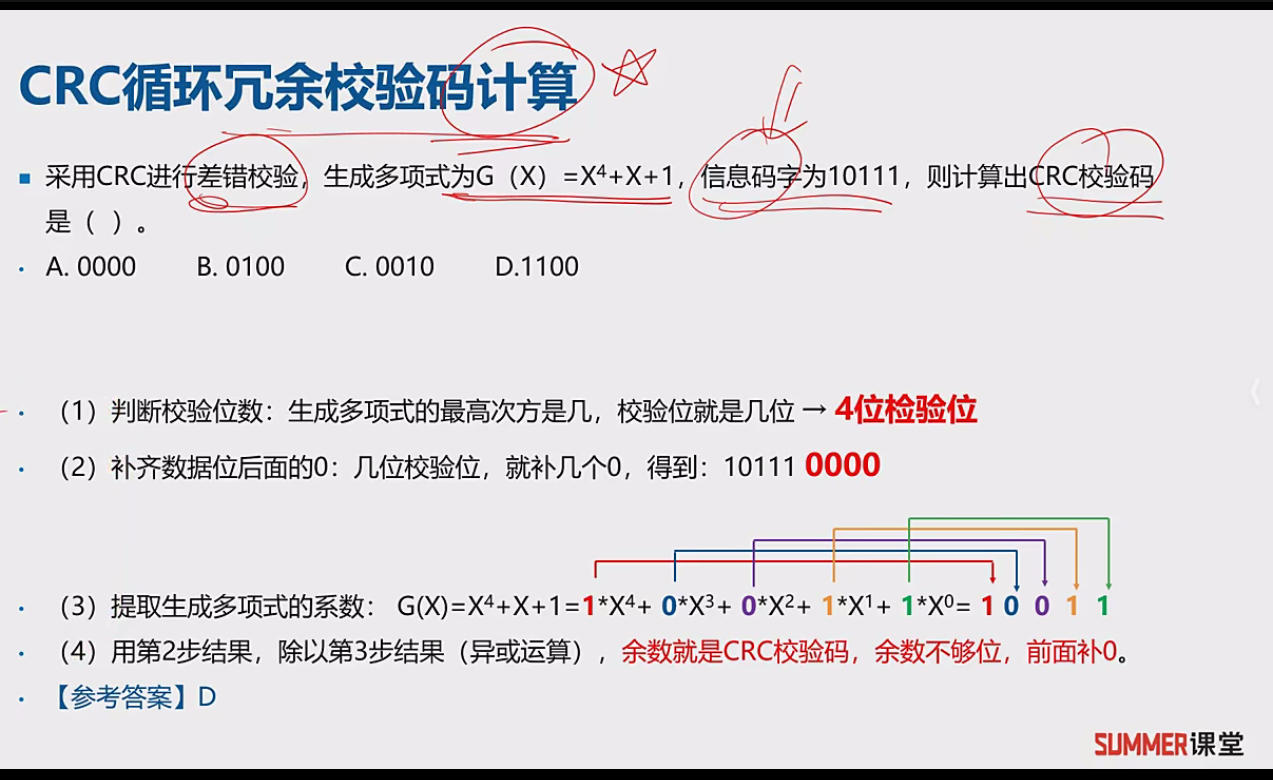 CRC循环冗余校验码计算
采用CRC进行差错校验，生成多项式为G（X）=X⁴+X+1，信息码字为10111，则计算出CRC校验码
是（ ）。
A. 0000 B. 0100 C. 0010 D.1100
（1）判断校验位数：生成多项式的最高次方是几，校验位就是几位 → 4位检验位
（2）补齐数据位后面的0：几位校验位，就补几个0，得到：10111 0000
（3）提取生成多项式的系数： G(X)=X⁴+X+1=1*X⁴+ 0*X³+ 0*X²+ 1*X¹+ 1*X⁰= 1 0 0 1 1
（4）用第2步结果，除以第3步结果（异或运算），余数就是CRC校验码，余数不够位，前面补0。
【参考答案】D
SUMMER课堂